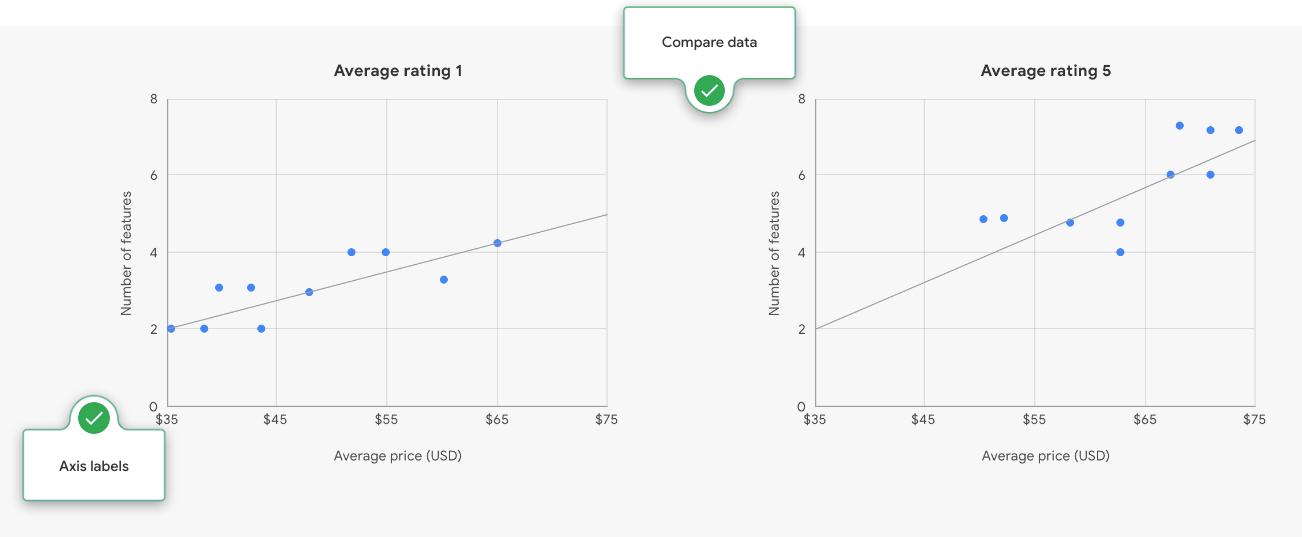 Compare data
Average rating 1
Average rating 5
8
6
4
2
0
Number of features
$35
$45
$55
$65
$75
Average price (USD)
8
6
4
2
0
Number of features
$35
$45
$55
$65
$75
Average price (USD)
Axis labels